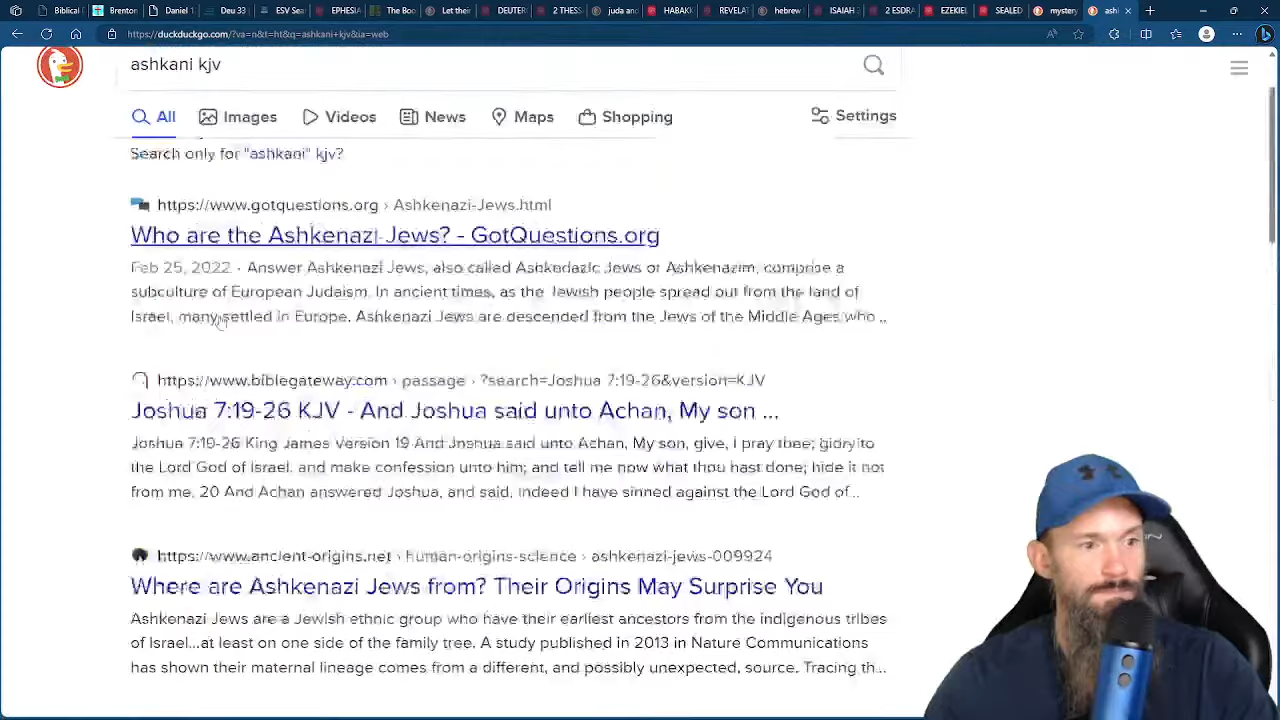 Biblical
Brenton
Daniel 1
Deu 33
ESV Sear
EPHESIA
The Boo
Let their
DEUTER
2 THESS
juda and
HABAKK
REVELAT
hebrew
ISAIAH 2
2 ESDRA
EZEKIEL
SEALED
mystery
ashk
https://duckduckgo.com/?va=n&t=ht&q=ashkani+kjv&ia=web
ashkani kjv
All Images Videos News Maps Shopping Settings
Search only for "ashkani" kjv?
https://www.gotquestions.org › Ashkenazi-Jews.html
Who are the Ashkenazi Jews? - GotQuestions.org
Feb 25, 2022 · Answer Ashkenazi Jews, also called Ashkenazic Jews or Ashkenazim, comprise a
subculture of European Judaism. In ancient times, as the Jewish people spread out from the land of
Israel, many settled in Europe. Ashkenazi Jews are descended from the Jews of the Middle Ages who ..
https://www.biblegateway.com › passage › ?search=Joshua 7:19-26&version=KJV
Joshua 7:19-26 KJV - And Joshua said unto Achan, My son ...
Joshua 7:19-26 King James Version 19 And Joshua said unto Achan, My son, give, I pray thee, glory to
the Lord God of Israel, and make confession unto him; and tell me now what thou hast done; hide it not
from me. 20 And Achan answered Joshua, and said, Indeed I have sinned against the Lord God of...
https://www.ancient-origins.net › human-origins-science › ashkenazi-jews-009924
Where are Ashkenazi Jews from? Their Origins May Surprise You
Ashkenazi Jews are a Jewish ethnic group who have their earliest ancestors from the indigenous tribes
of Israel...at least on one side of the family tree. A study published in 2013 in Nature Communications
has shown their maternal lineage comes from a different, and possibly unexpected, source. Tracing th...